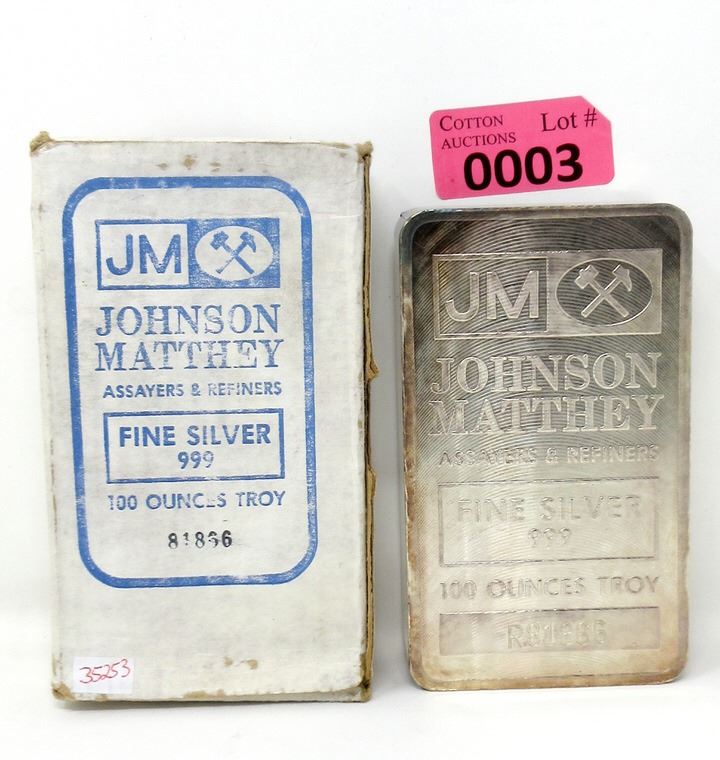 COTTON
AUCTIONS
Lot #
0003
JM
JOHNSON
MATTHEY
ASSAYERS & REFINERS
FINE SILVER
999
100 OUNCES TROY
81836
35253
JM
JOHNSON
MATTHEY
ASSAYERS & REFINERS
FINE SILVER
999
100 OUNCES TROY